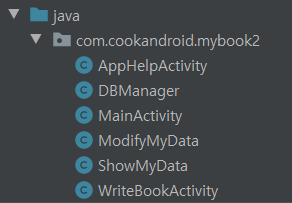 java
com.cookandroid.mybook2
C AppHelpActivity
C DBManager
C MainActivity
C ModifyMyData
C ShowMyData
C WriteBookActivity